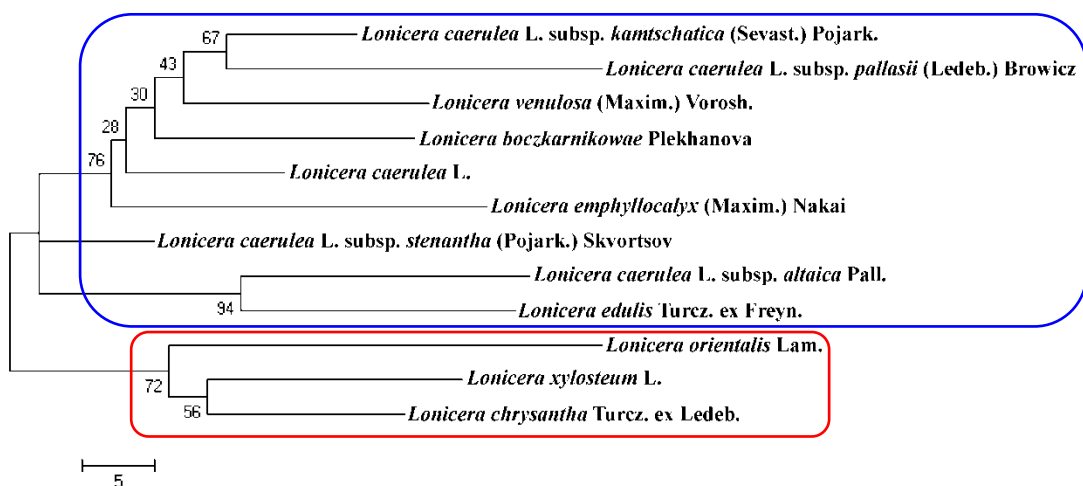 67
Lonicera caerulea L. subsp. kamtschatica (Sevast.) Pojark.
43
Lonicera caerulea L. subsp. pallasii (Ledeb.) Browicz
30
Lonicera venulosa (Maxim.) Vorosh.
28
Lonicera boczkarnikowae Plekhanova
76
Lonicera caerulea L.
Lonicera emphyllocalyx (Maxim.) Nakai
Lonicera caerulea L. subsp. stenantha (Pojark.) Skvortsov
Lonicera caerulea L. subsp. altaica Pall.
94
Lonicera edulis Turcz. ex Freyn.
Lonicera orientalis Lam.
72
Lonicera xylosteum L.
56
Lonicera chrysantha Turcz. ex Ledeb.
5